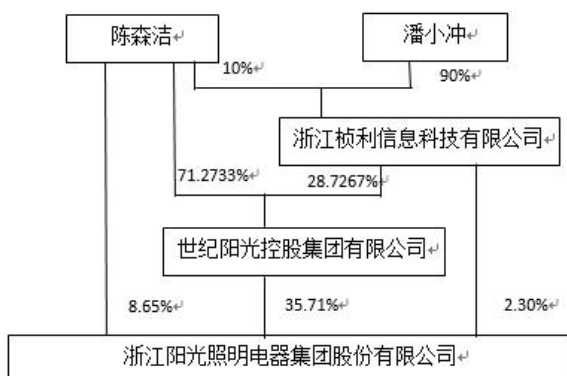 陈森洁
潘小冲
10%
90%
浙江桢利信息科技有限公司
71.2733%
28.7267%
世纪阳光控股集团有限公司
8.65%
35.71%
2.30%
浙江阳光照明电器集团股份有限公司